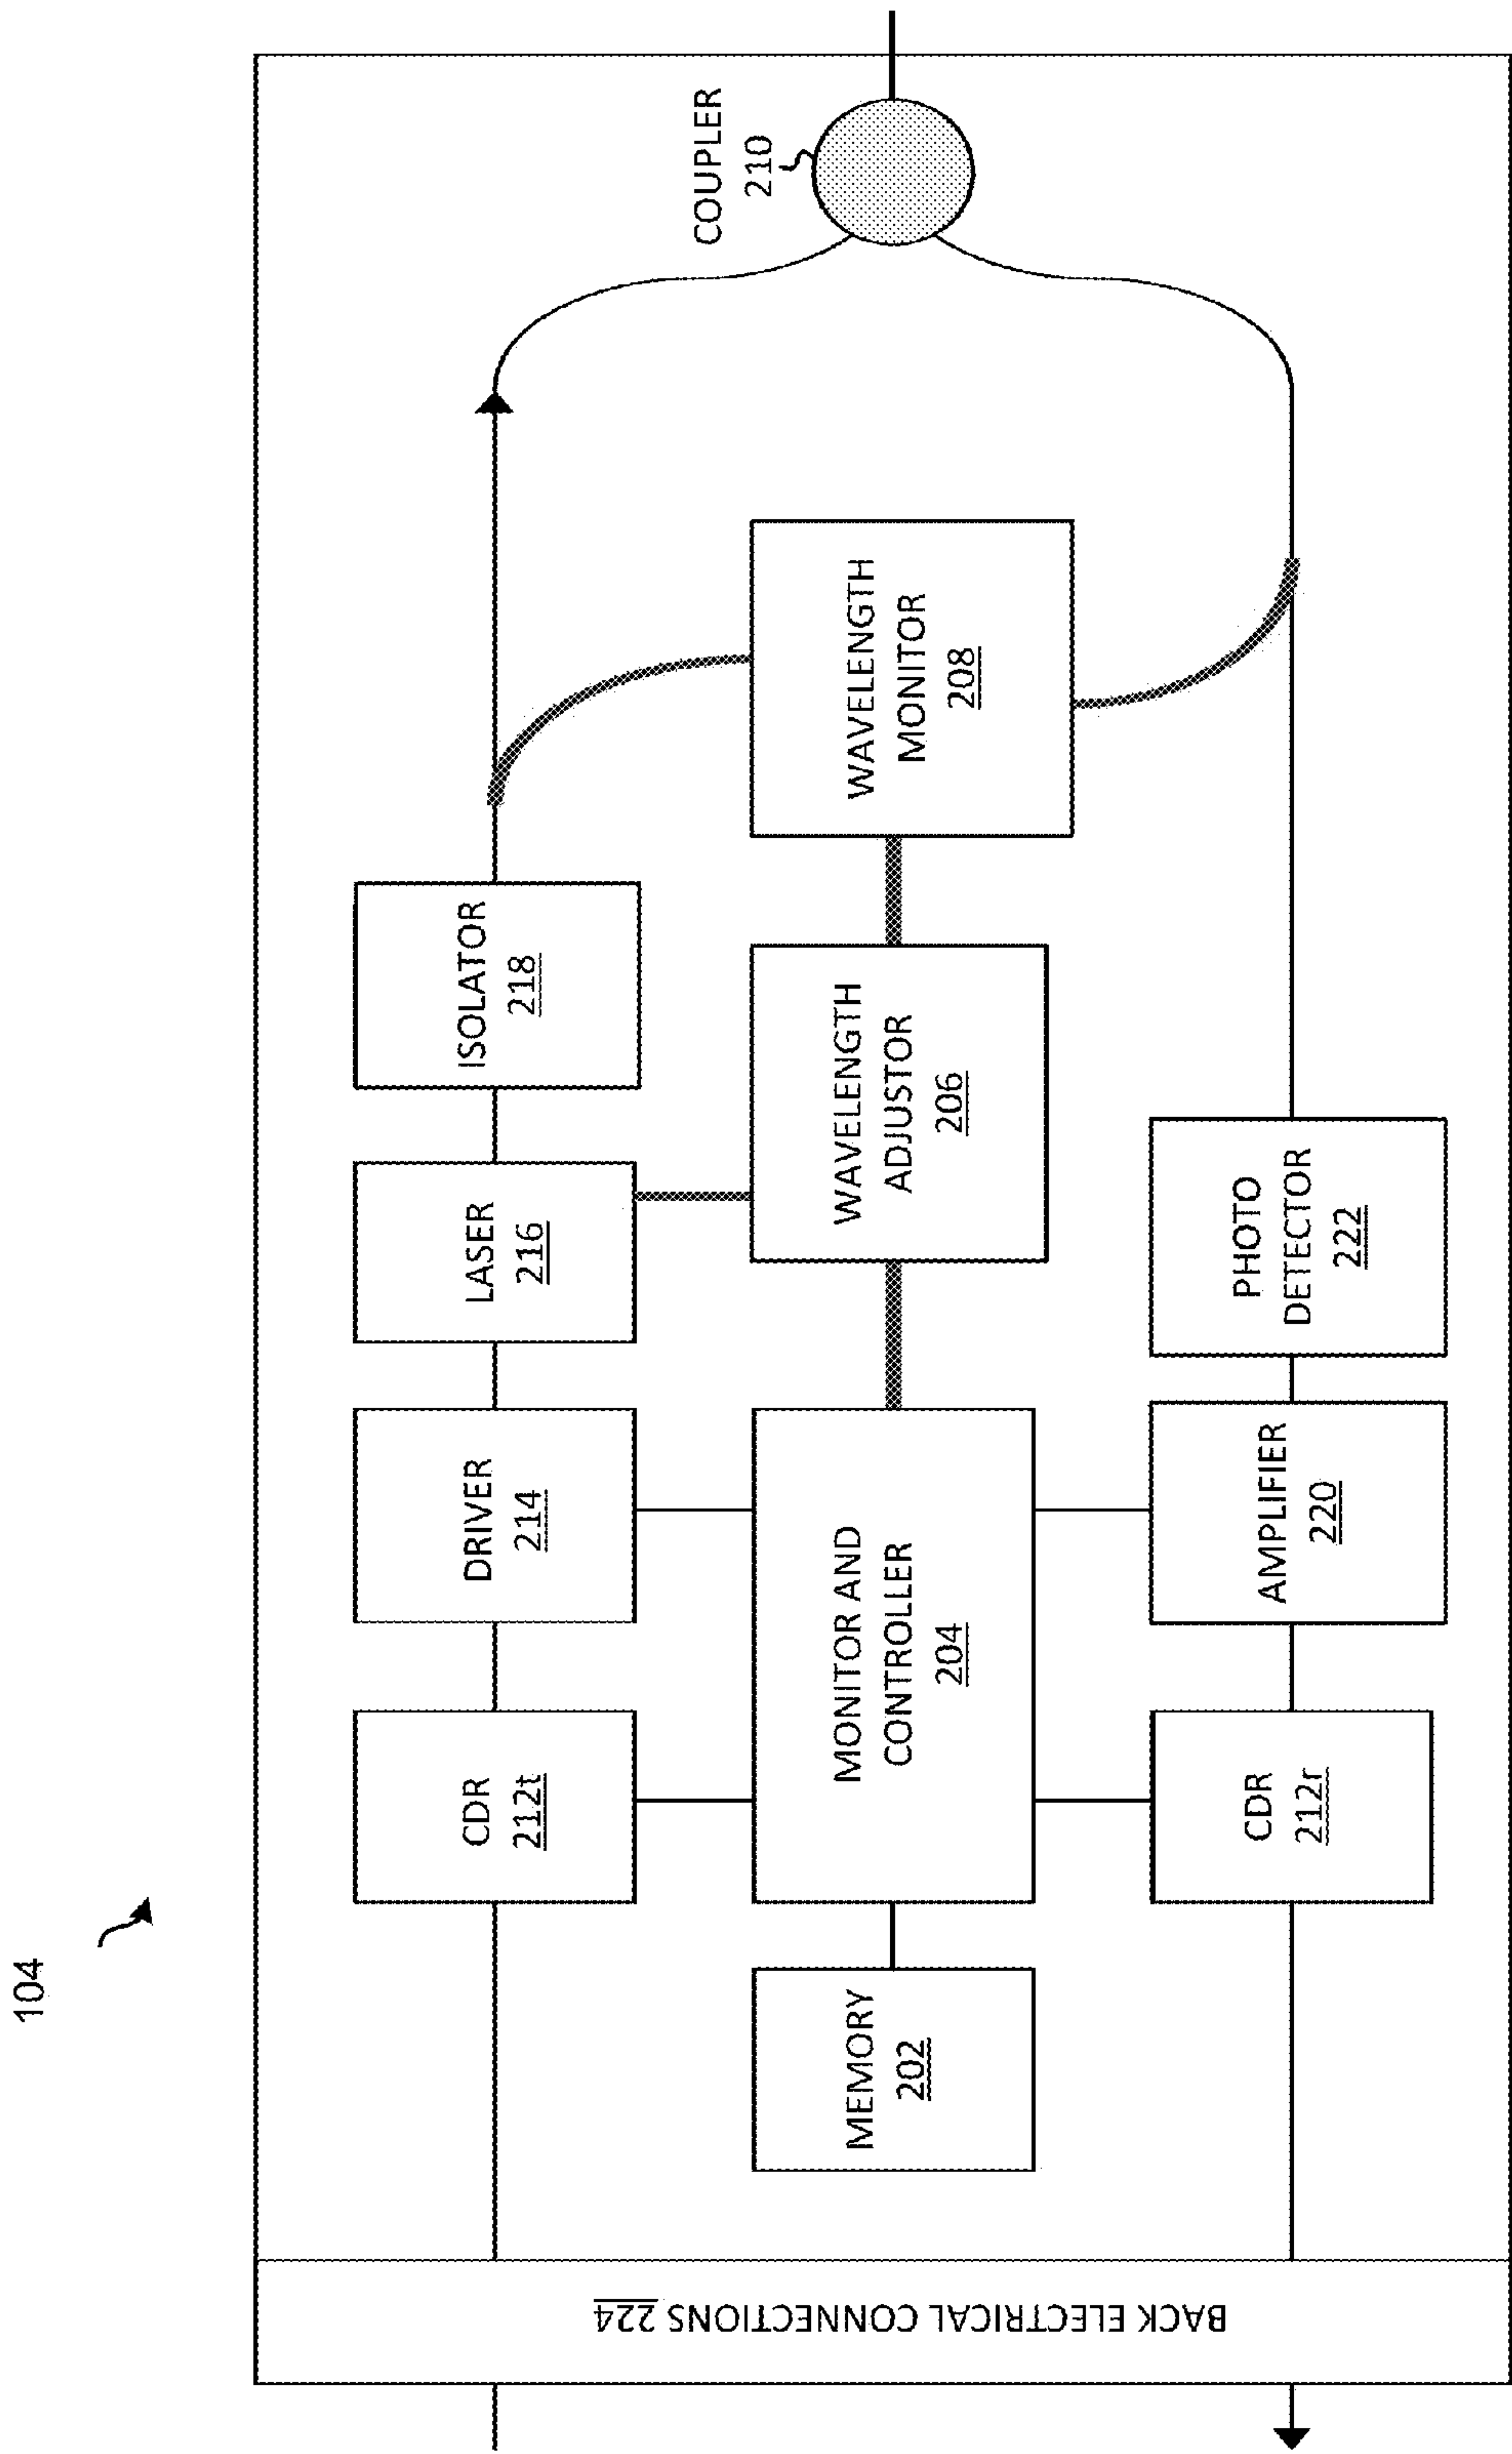 104
BACK ELECTRICAL CONNECTIONS 224
CDR
212t
DRIVER
214
LASER
216
ISOLATOR
218
COUPLER
210
MEMORY
202
MONITOR AND
CONTROLLER
204
WAVELENGTH
ADJUSTOR
206
WAVELENGTH
MONITOR
208
CDR
212r
AMPLIFIER
220
PHOTO
DETECTOR
222